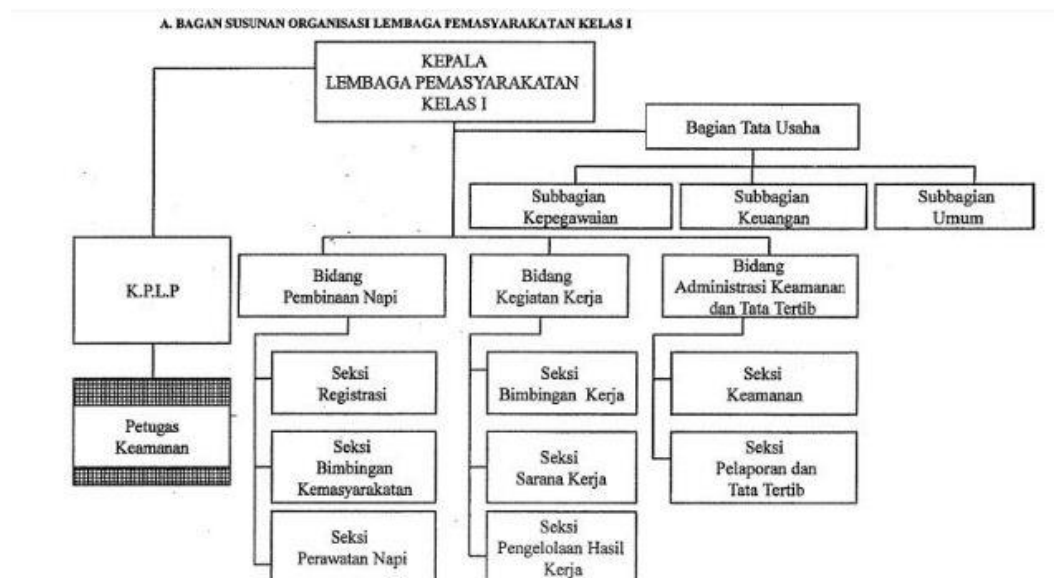 A. BAGAN SUSUNAN ORGANISASI LEMBAGA PEMASYARAKATAN KELAS I
KEPALA
LEMBAGA PEMASYARAKATAN
KELAS I
Bagian Tata Usaha
Subbagian
Kepegawaian
Subbagian
Keuangan
Subbagian
Umum
K.P.L.P
Bidang
Pembinaan Napi
Bidang
Kegiatan Kerja
Bidang
Administrasi Keamanan
dan Tata Tertib
Petugas
Keamanan
Seksi
Registrasi
Seksi
Bimbingan
Kemasyarakatan
Seksi
Perawatan Napi
Seksi
Bimbingan Kerja
Seksi
Sarana Kerja
Seksi
Pengelolaan Hasil
Kerja
Seksi
Keamanan
Seksi
Pelaporan dan
Tata Tertib